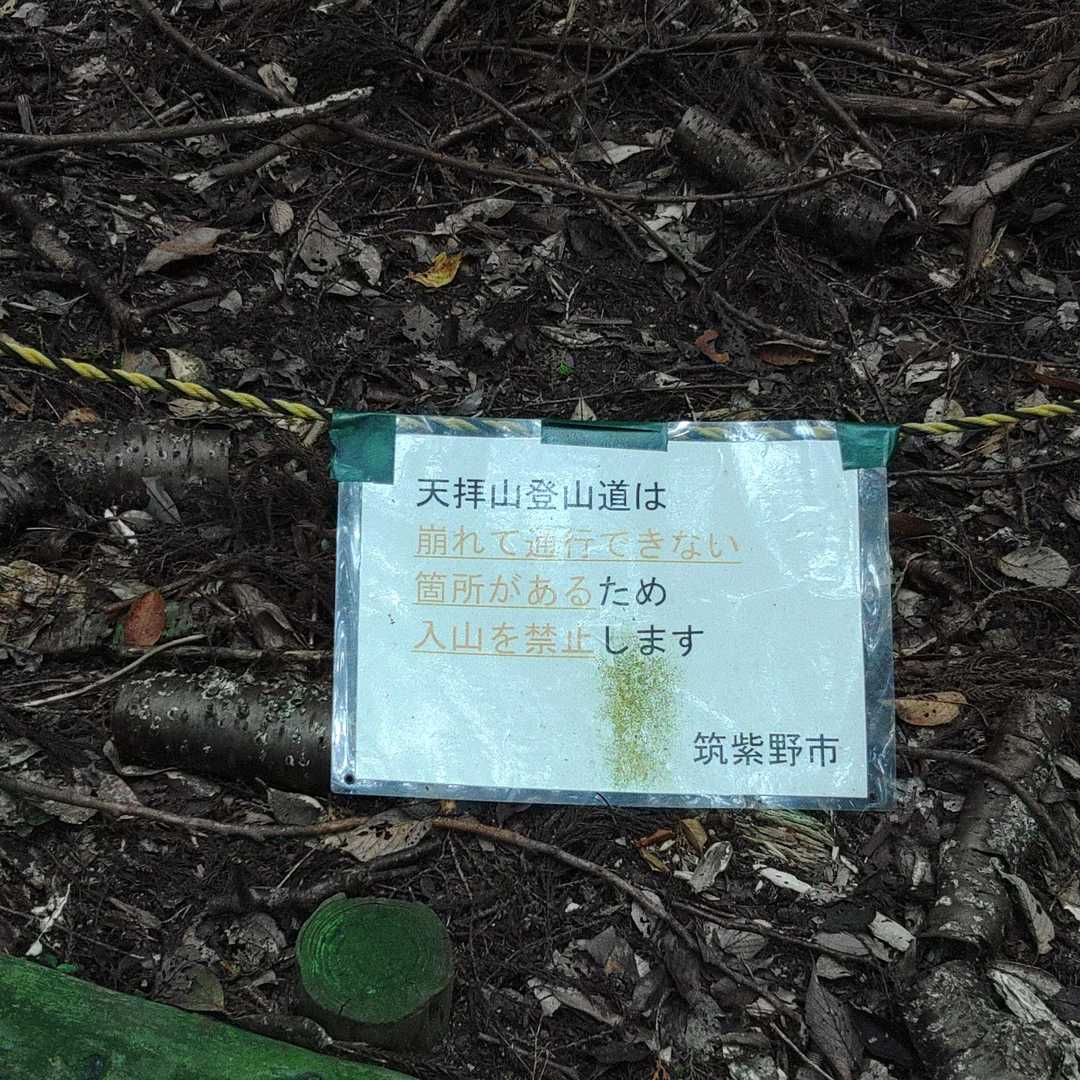 天拝山登山道は
崩れて通行できない
箇所があるため
入山を禁止します
筑紫野市